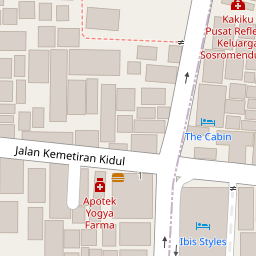 Kakiku
Pusat Refle
Keluarga
Sosromendu
The Cabin
Jalan Kemetiran Kidul
Apotek
Yogya
Farma
Ibis Styles